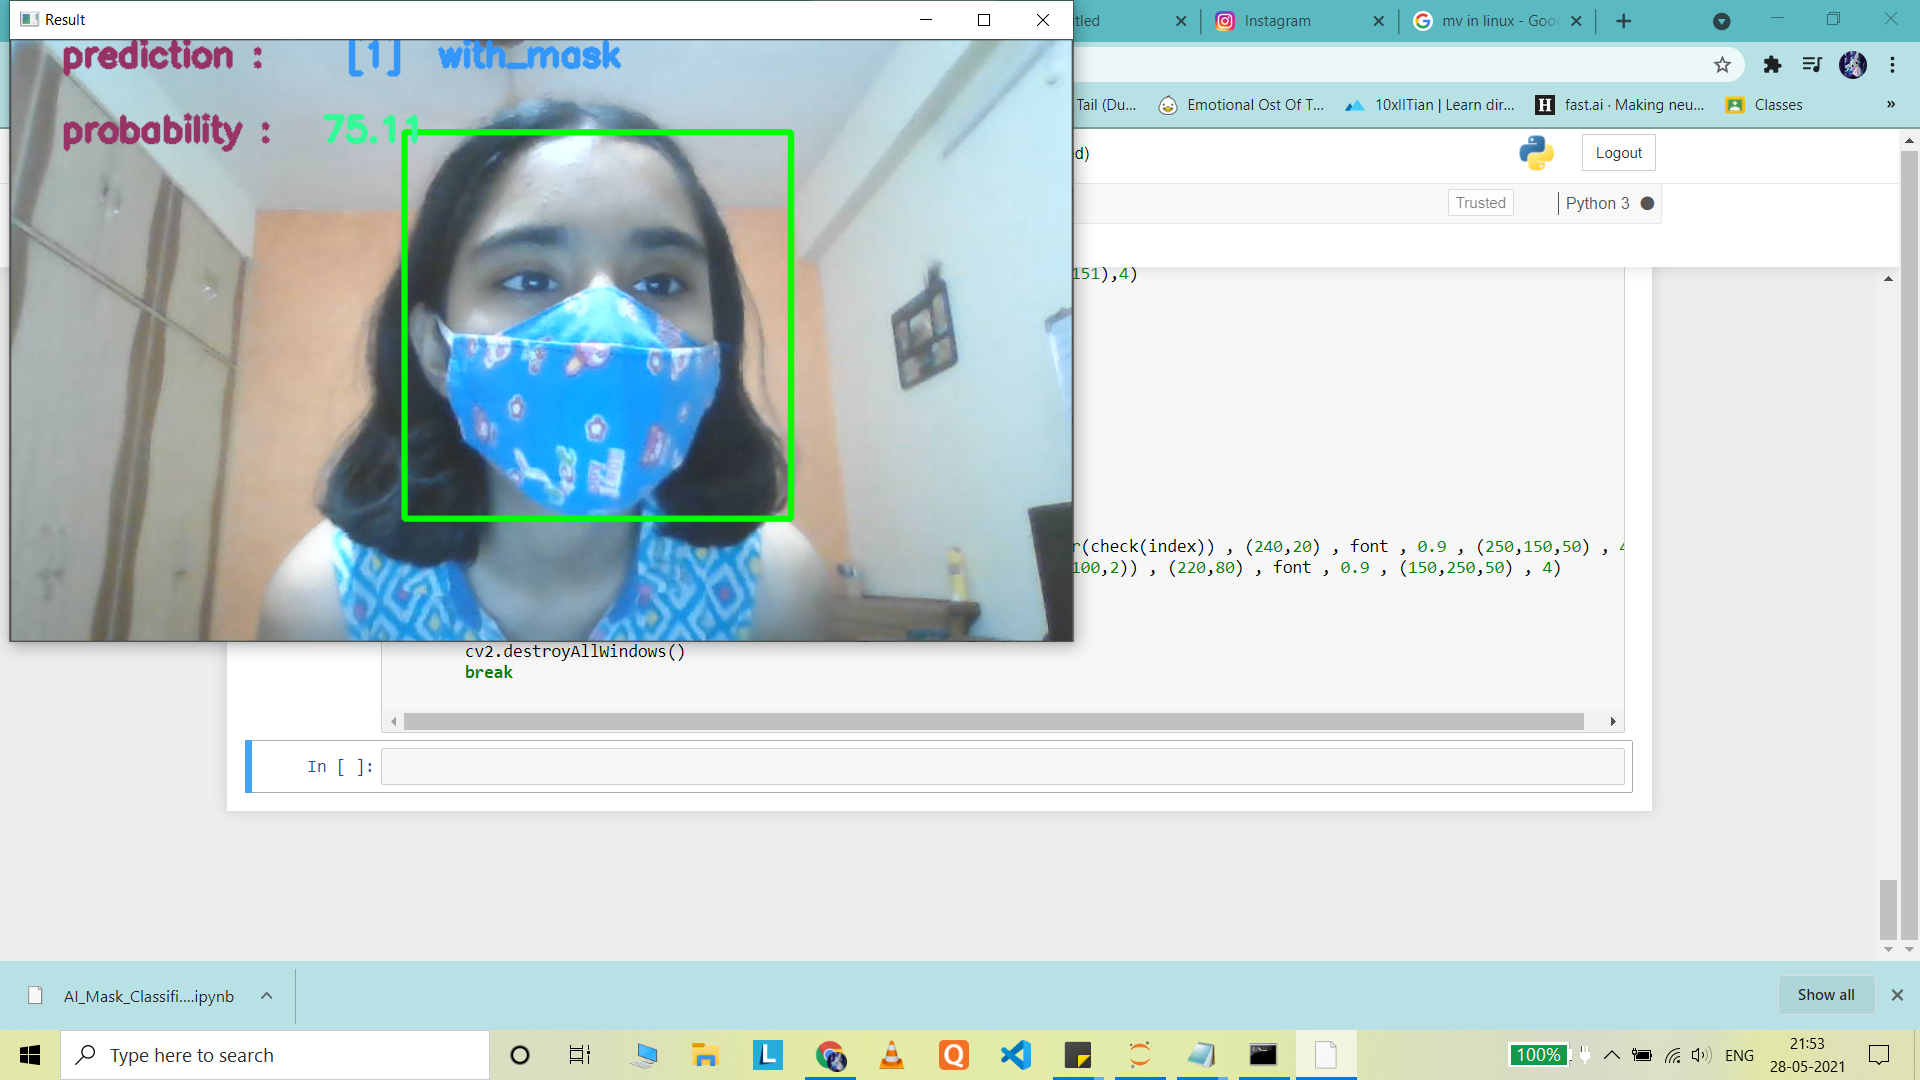 Result
prediction : [1] with_mask
probability : 75.11
titled
Instagram
mv in linux - Goo
Tail (Du...
Emotional Ost Of T...
10xIITian | Learn dir...
fast.ai · Making neu...
Classes
»
d)
Logout
Trusted
Python 3
151),4)
r(check(index)) , (240,20) , font , 0.9 , (250,150,50) , 4
100,2)) , (220,80) , font , 0.9 , (150,250,50) , 4)
cv2.destroyAllWindows()
break
In [ ]:
AI_Mask_Classifi....ipynb
Show all
Type here to search
L
Q
100%
ENG
21:53
28-05-2021